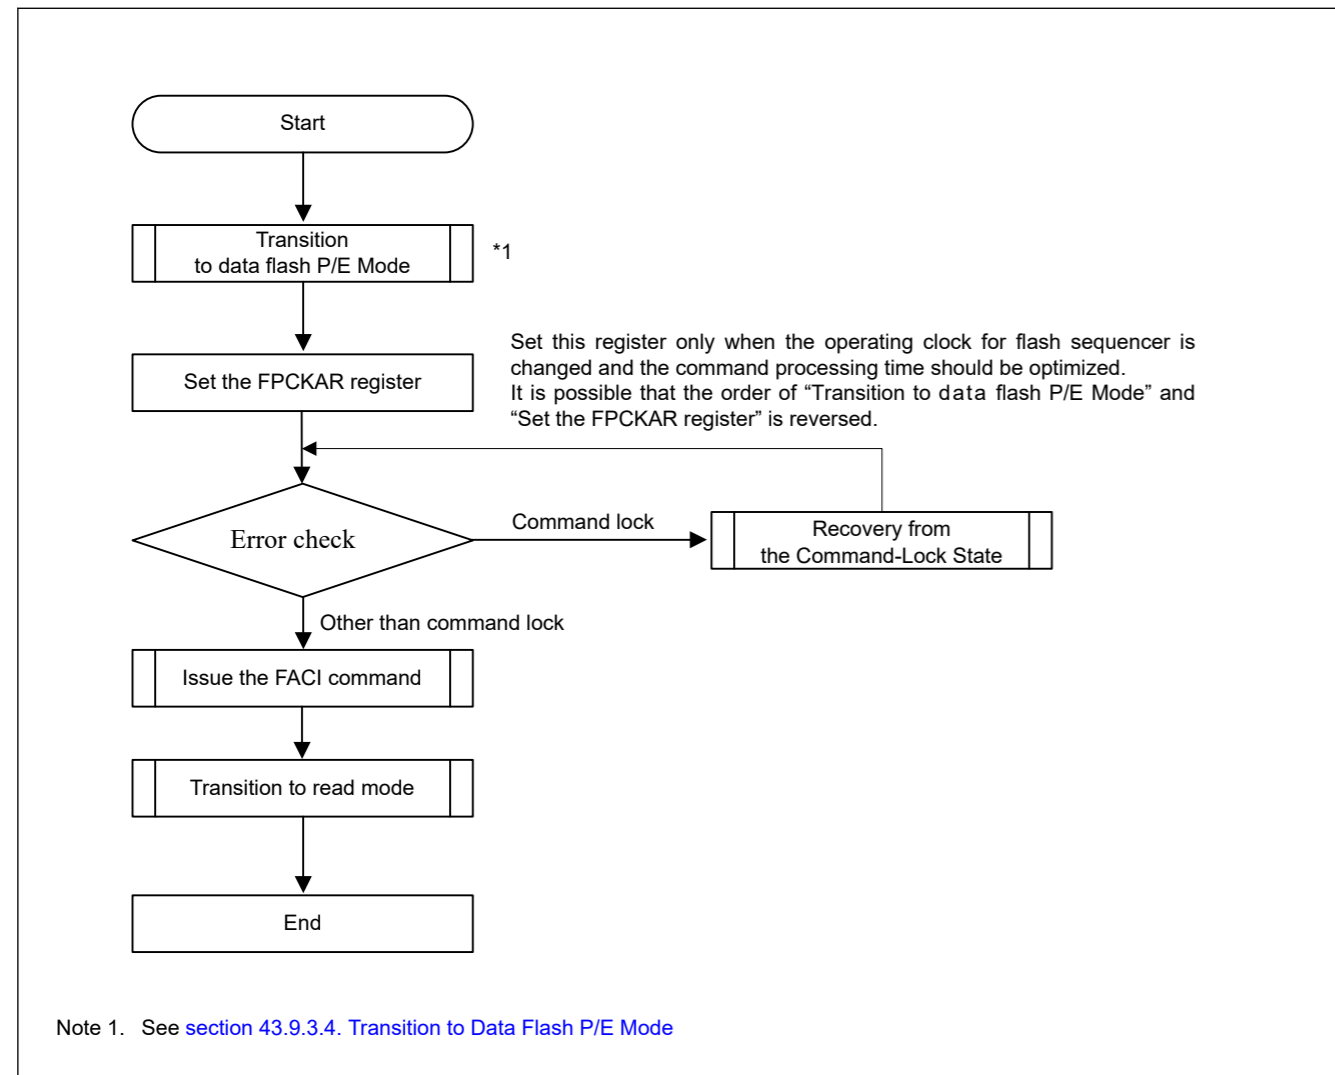 Start
Transition
to data flash P/E Mode
*1
Set this register only when the operating clock for flash sequencer is
changed and the command processing time should be optimized.
It is possible that the order of “Transition to data flash P/E Mode” and
“Set the FPCKAR register” is reversed.
Set the FPCKAR register
Error check
Command lock
Recovery from
the Command-Lock State
Other than command lock
Issue the FACI command
Transition to read mode
End
Note 1. See section 43.9.3.4. Transition to Data Flash P/E Mode